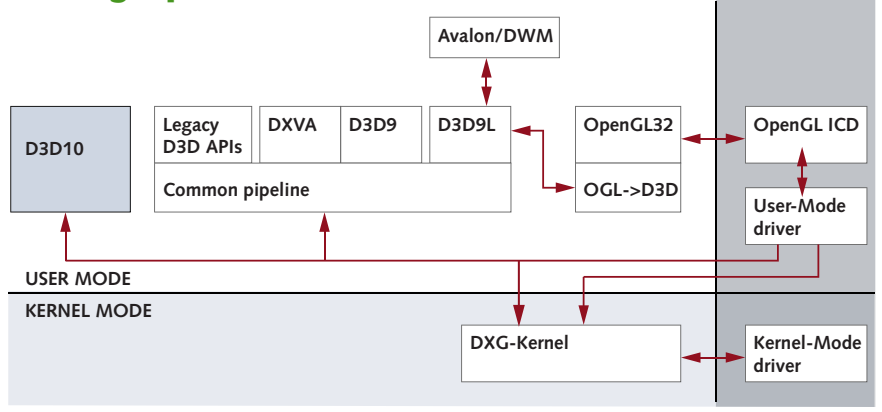 Avalon/DWM
D3D10
Legacy
D3D APIs
DXVA
D3D9
D3D9L
OpenGL32
OpenGL ICD
Common pipeline
OGL->D3D
User-Mode
driver
USER MODE
KERNEL MODE
DXG-Kernel
Kernel-Mode
driver